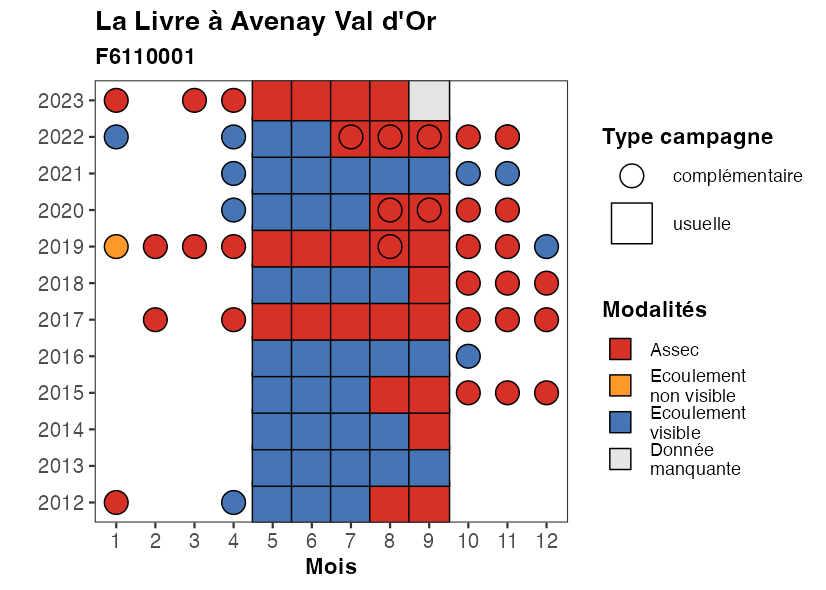 La Livre à Avenay Val d'Or
F6110001
2023
2022
2021
2020
2019
2018
2017
2016
2015
2014
2013
2012
1 2 3 4 5 6 7 8 9 10 11 12
Mois
Type campagne
complémentaire
usuelle
Modalités
Assec
Ecoulement
non visible
Ecoulement
visible
Donnée
manquante